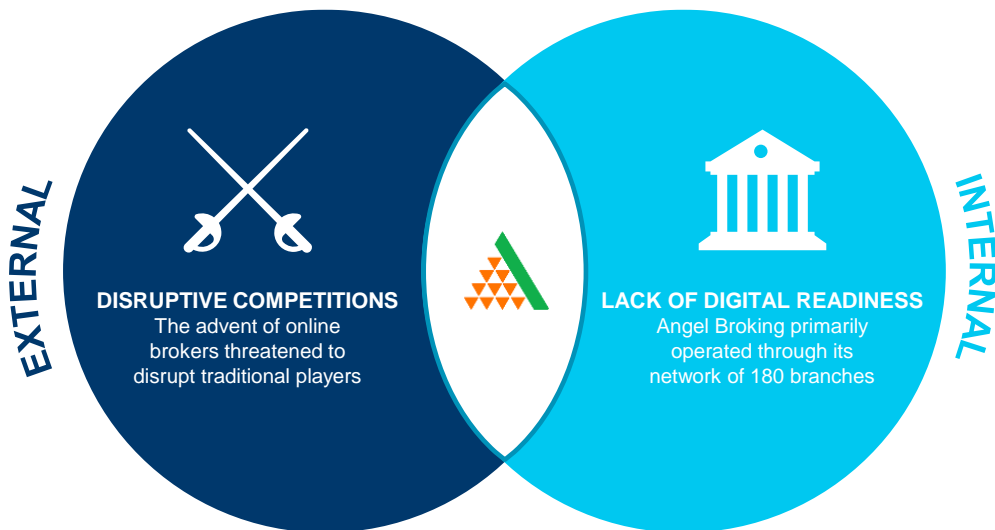 EXTERNAL
DISRUPTIVE COMPETITIONS
The advent of online
brokers threatened to
disrupt traditional players
LACK OF DIGITAL READINESS
Angel Broking primarily
operated through its
network of 180 branches
INTERNAL